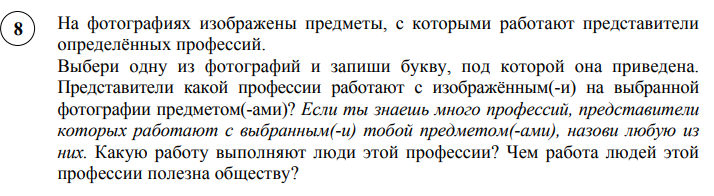 8
На фотографиях изображены предметы, с которыми работают представители
определённых профессий.
Выбери одну из фотографий и запиши букву, под которой она приведена.
Представители какой профессии работают с изображённым(-и) на выбранной
фотографии предметом(-ами)? Если ты знаешь много профессий, представители
которых работают с выбранным(-и) тобой предметом(-ами), назови любую из
них. Какую работу выполняют люди этой профессии? Чем работа людей этой
профессии полезна обществу?